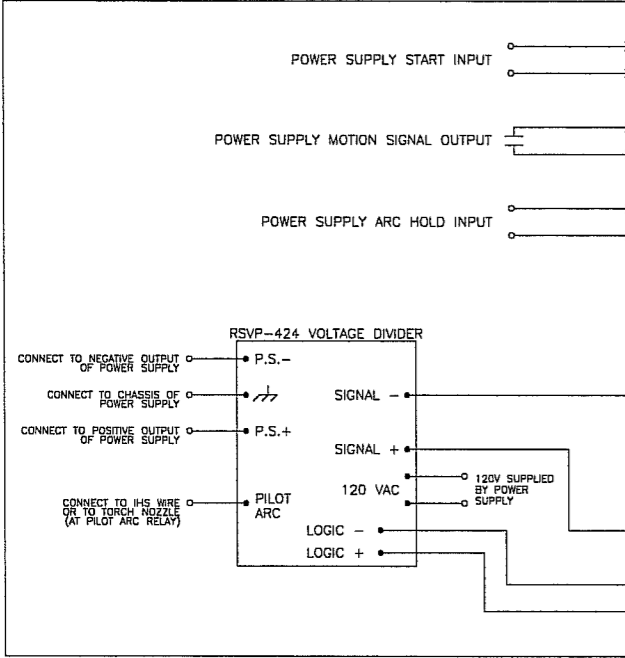 POWER SUPPLY START INPUT
POWER SUPPLY MOTION SIGNAL OUTPUT
POWER SUPPLY ARC HOLD INPUT
RSVP-424 VOLTAGE DIVIDER
CONNECT TO NEGATIVE OUTPUT
OF POWER SUPPLY
P.S.-
CONNECT TO CHASSIS OF
POWER SUPPLY
SIGNAL -
CONNECT TO POSITIVE OUTPUT
OF POWER SUPPLY
P.S.+
SIGNAL +
120 VAC
120V SUPPLIED
BY POWER
SUPPLY
CONNECT TO IHS WIRE
OR TO TORCH NOZZLE
(AT PILOT ARC RELAY)
PILOT
ARC
LOGIC -
LOGIC +